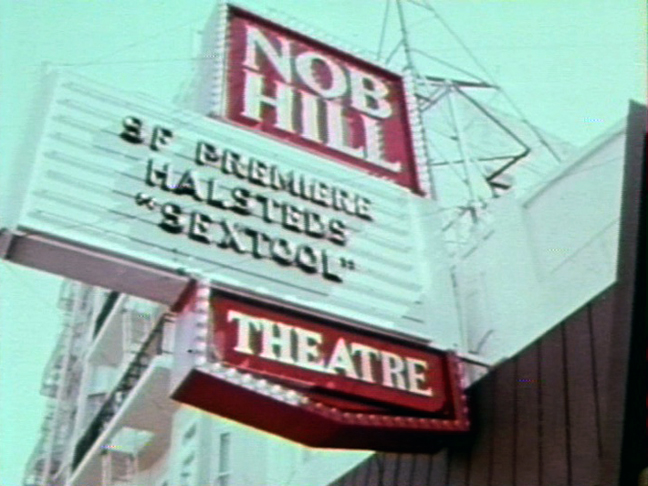 NOB
HILL
SF PREMIERE
HALSTEDS
"SEXTOOL"
THEATRE